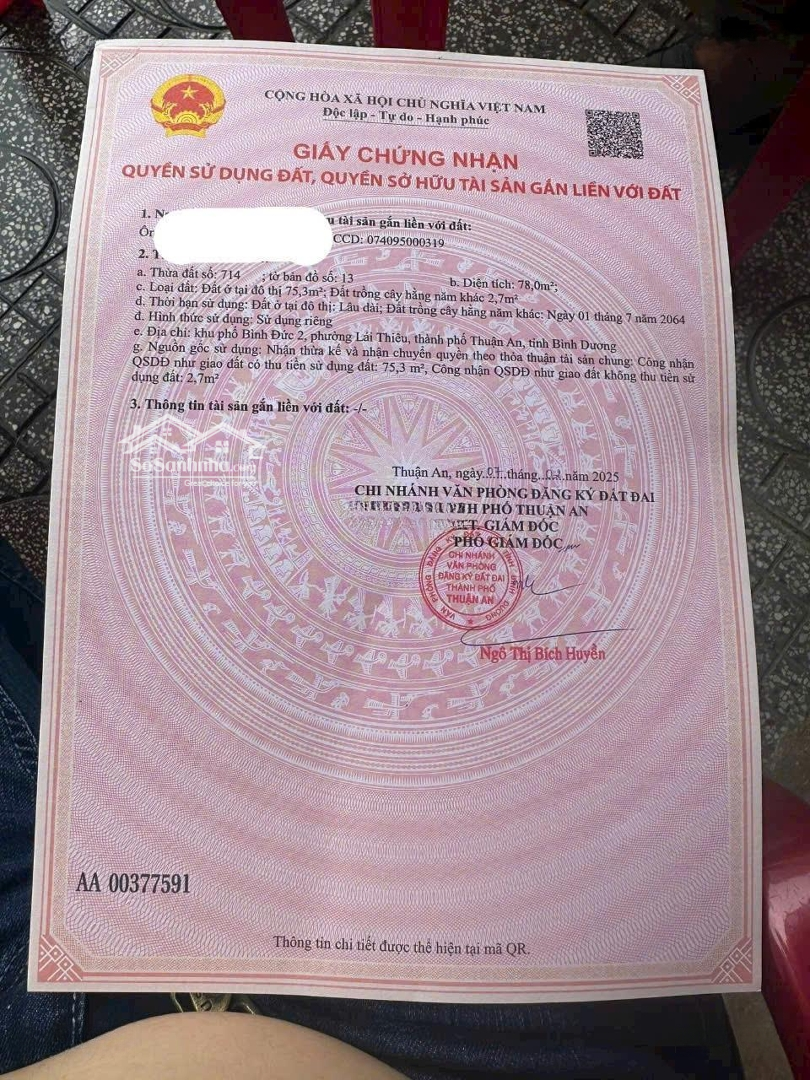 CỘNG HÒA XÃ HỘI CHỦ NGHĨA VIỆT NAM
Độc lập - Tự do - Hạnh phúc
GIẤY CHỨNG NHẬN
QUYỀN SỬ DỤNG ĐẤT, QUYỀN SỞ HỮU TÀI SẢN GẮN LIỀN VỚI ĐẤT
1. tài sản gắn liền với đất:
CCD: 074095000319
2.
a. Thửa đất số: 714 ; tờ bản đồ số: 13 b. Diện tích: 78,0m²;
c. Loại đất: Đất ở tại đô thị 75,3m²; Đất trồng cây hằng năm khác 2,7m²
d. Thời hạn sử dụng: Đất ở tại đô thị: Lâu dài; Đất trồng cây hằng năm khác: Ngày 01 tháng 7 năm 2064
đ. Hình thức sử dụng: Sử dụng riêng
e. Địa chỉ: khu phố Bình Đức 2, phường Lái Thiêu, thành phố Thuận An, tỉnh Bình Dương
g. Nguồn gốc sử dụng: Nhận thừa kế và nhận chuyển quyền theo thỏa thuận tài sản chung: Công nhận
QSDĐ như giao đất có thu tiền sử dụng đất: 75,3 m², Công nhận QSDĐ như giao đất không thu tiền sử
dụng đất: 2,7m²
3. Thông tin tài sản gắn liền với đất: -/-
SoSanhnha.com
Thuận An, ngày 07 tháng 02 năm 2025
CHI NHÁNH VĂN PHÒNG ĐĂNG KÝ ĐẤT ĐAI
PHỐ THUẬN AN
KT. GIÁM ĐỐC
PHÓ GIÁM ĐỐC
CHI NHÁNH
VĂN PHÒNG
ĐĂNG KÝ ĐẤT ĐAI
THÀNH PHỐ
THUẬN AN
Ngô Thị Bích Huyền
AA 00377591
Thông tin chi tiết được thể hiện tại mã QR.